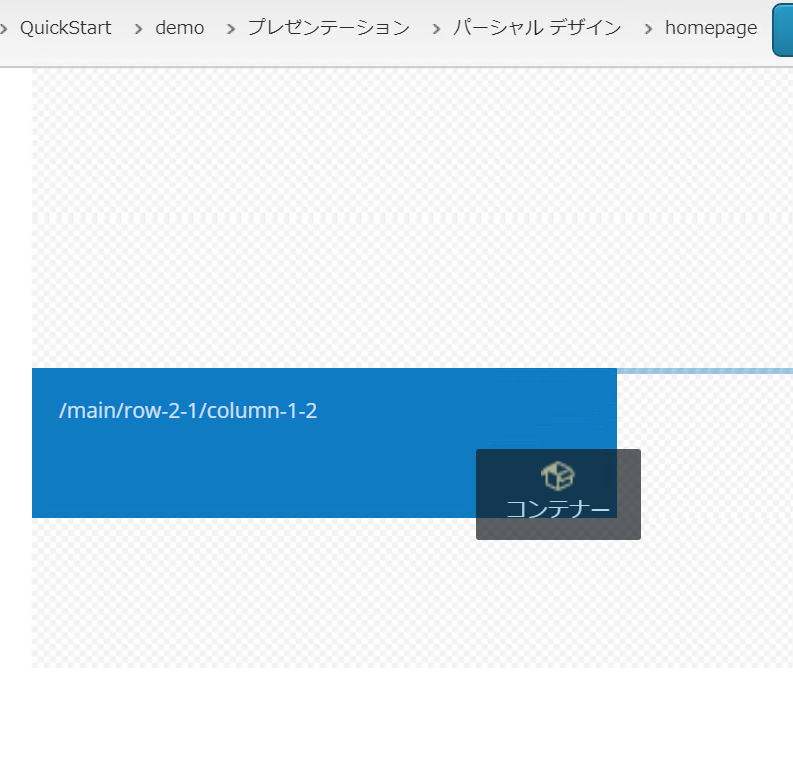 QuickStart > demo > プレゼンテーション > パーシャル デザイン > homepage
/main/row-2-1/column-1-2
コンテナー